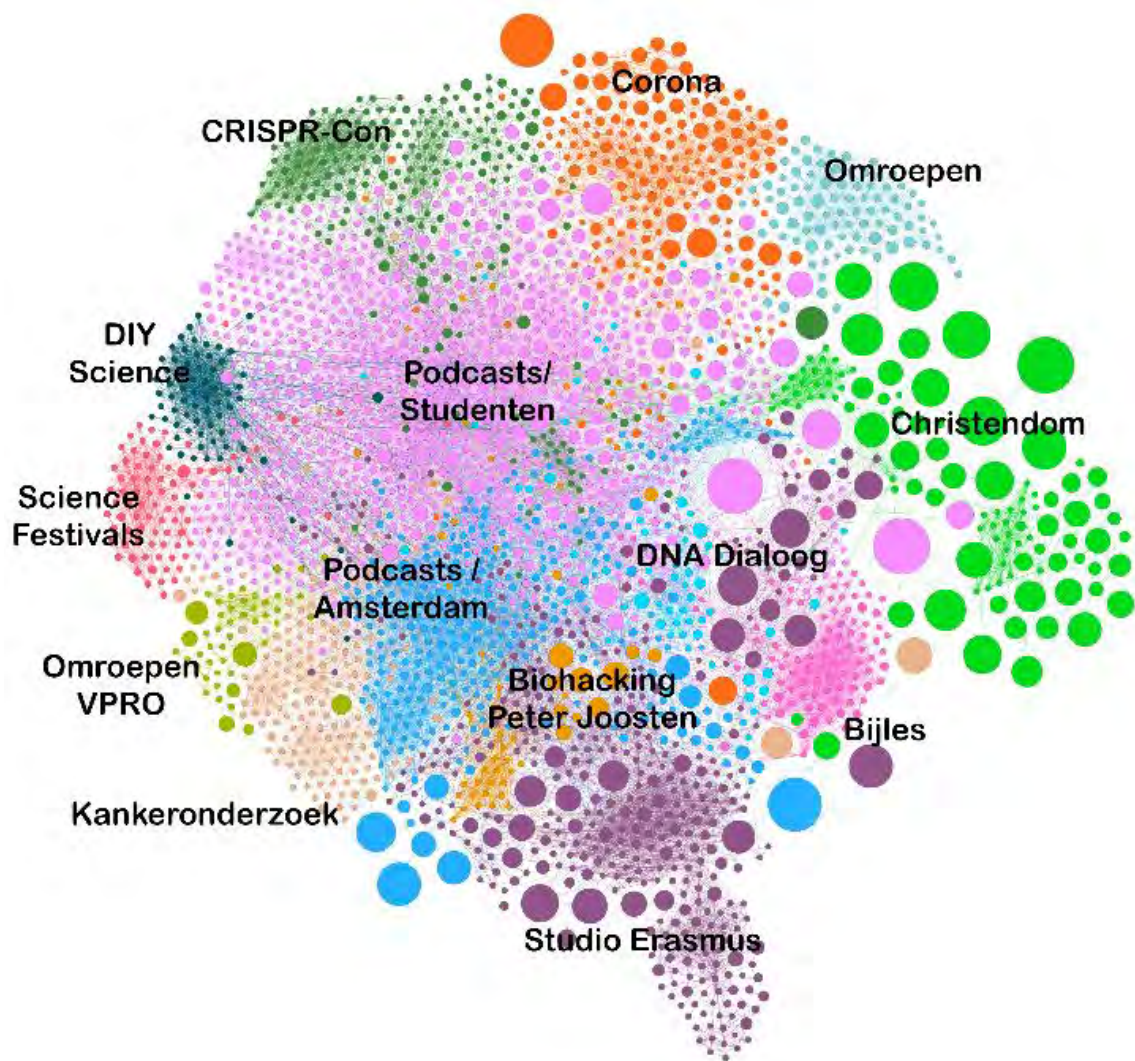 Corona
CRISPR-Con
Omroepen
DIY
Science
Podcasts/
Studenten
Christendom
Science
Festivals
DNA Dialoog
Podcasts /
Amsterdam
Omroepen
VPRO
Biohacking
Peter Joosten
Bijles
Kankeronderzoek
Studio Erasmus